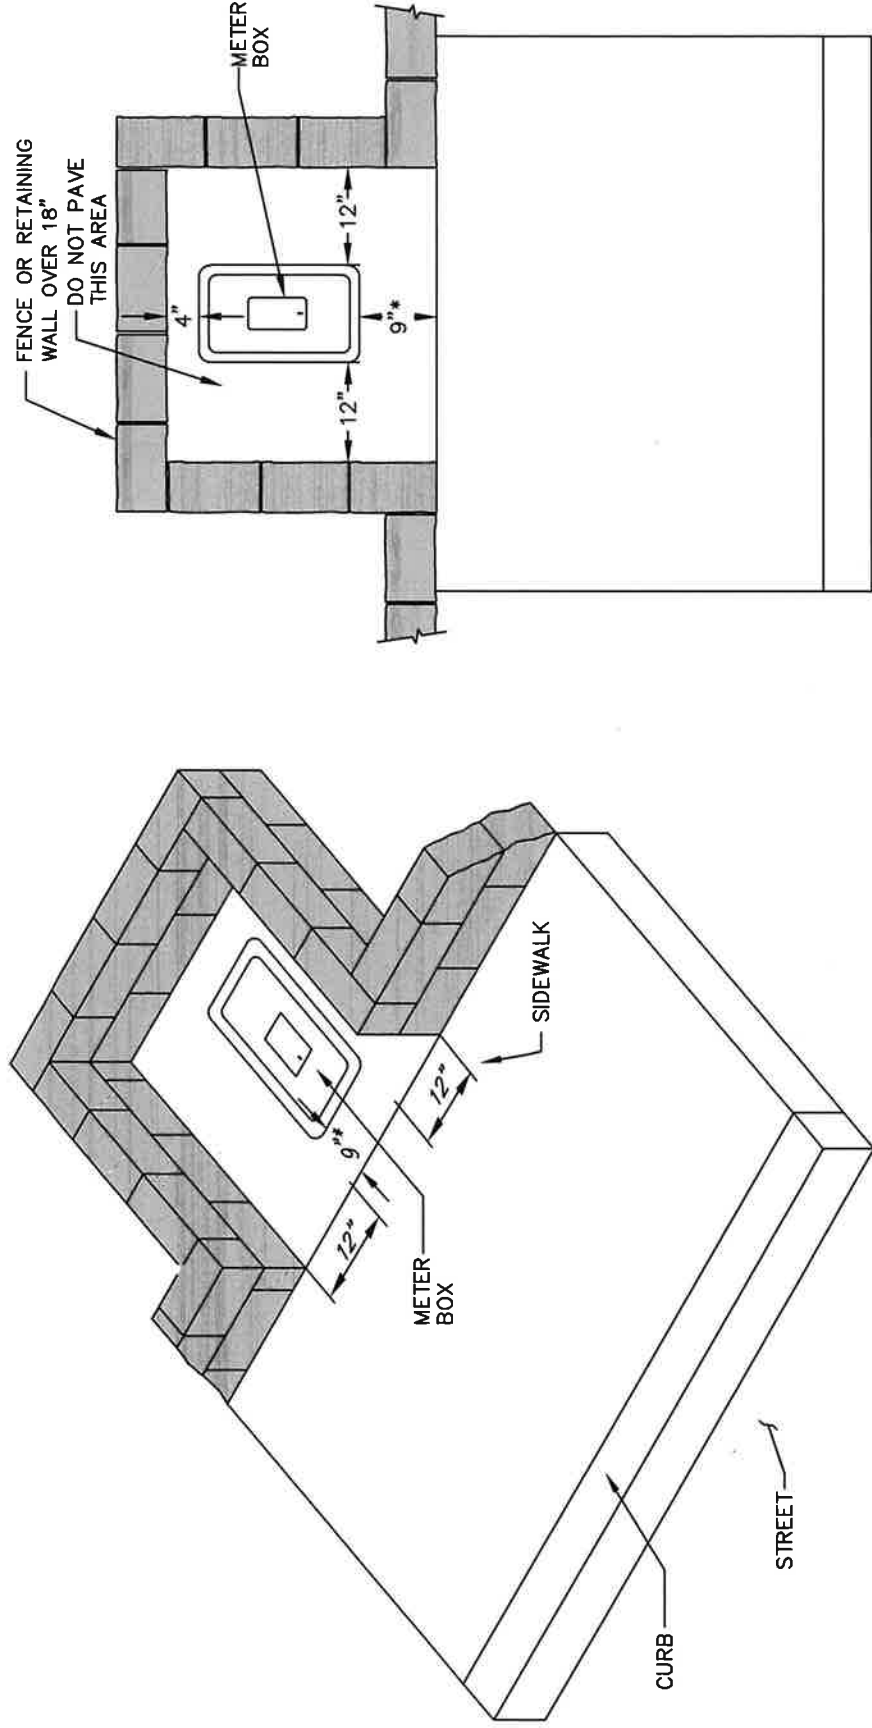 FENCE OR RETAINING
WALL OVER 18"
DO NOT PAVE
THIS AREA
METER
BOX
4"
12"
12"
9"*
SIDEWALK
12"
9"*
12"
METER
BOX
CURB
STREET